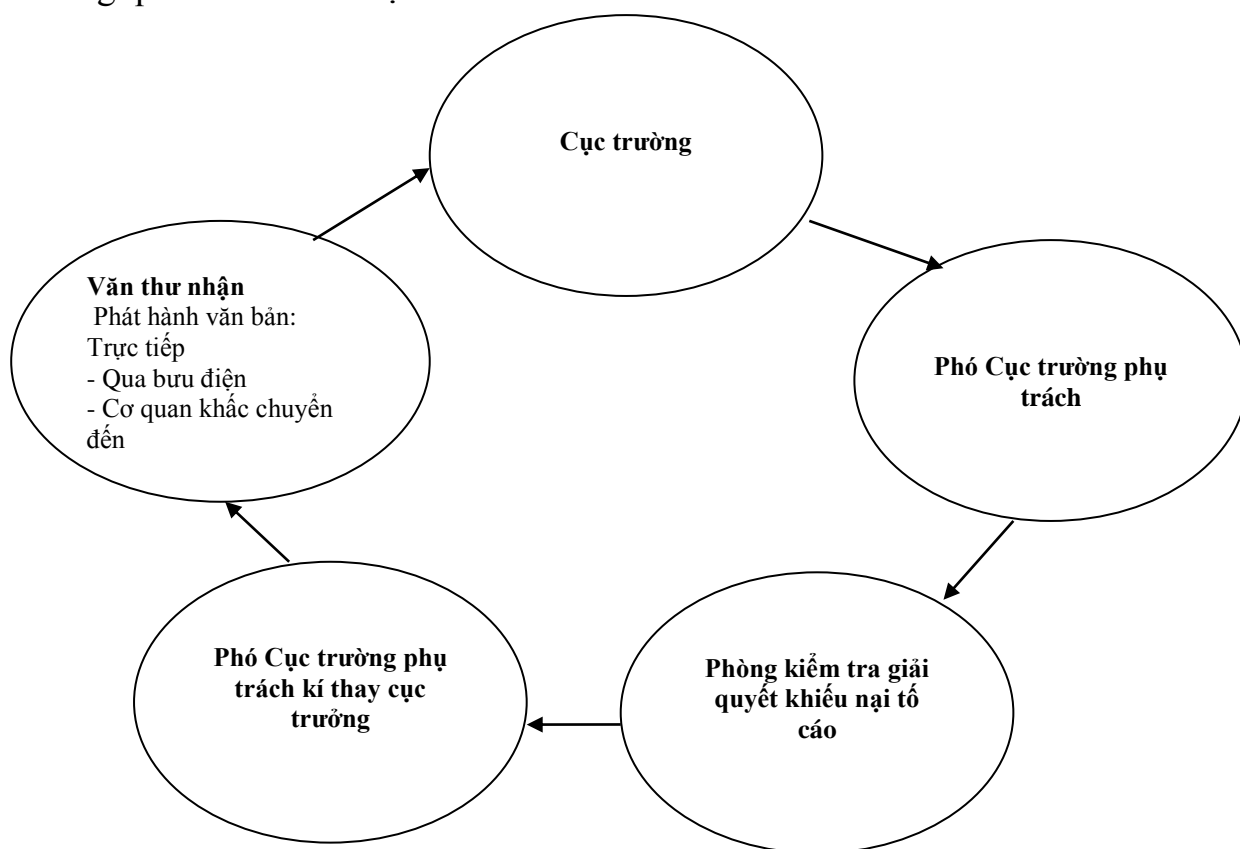 Cục trường
Văn thư nhận
Phát hành văn bản:
Trực tiếp
- Qua bưu điện
- Cơ quan khấc chuyển
đến
Phó Cục trường phụ
trách
Phó Cục trường phụ
trách kí thay cục
trưởng
Phòng kiểm tra giải
quyết khiếu nại tố
cáo